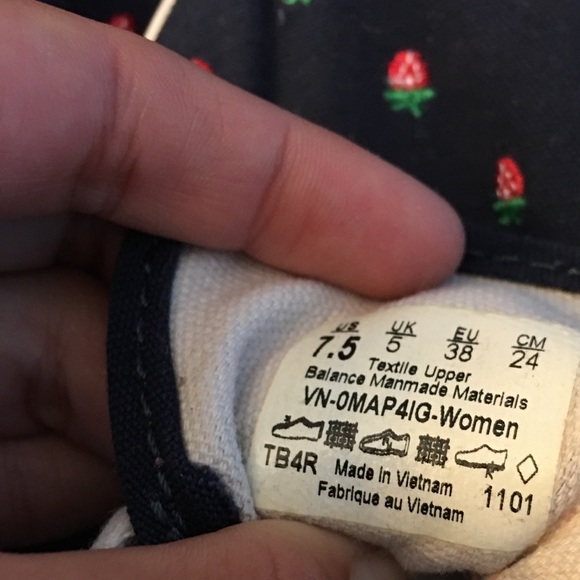 US UK EU CM
7.5 5 38 24
Textile Upper
Balance Manmade Materials
VN-0MAP4IG-Women
TB4R Made in Vietnam 1101
Fabrique au Vietnam